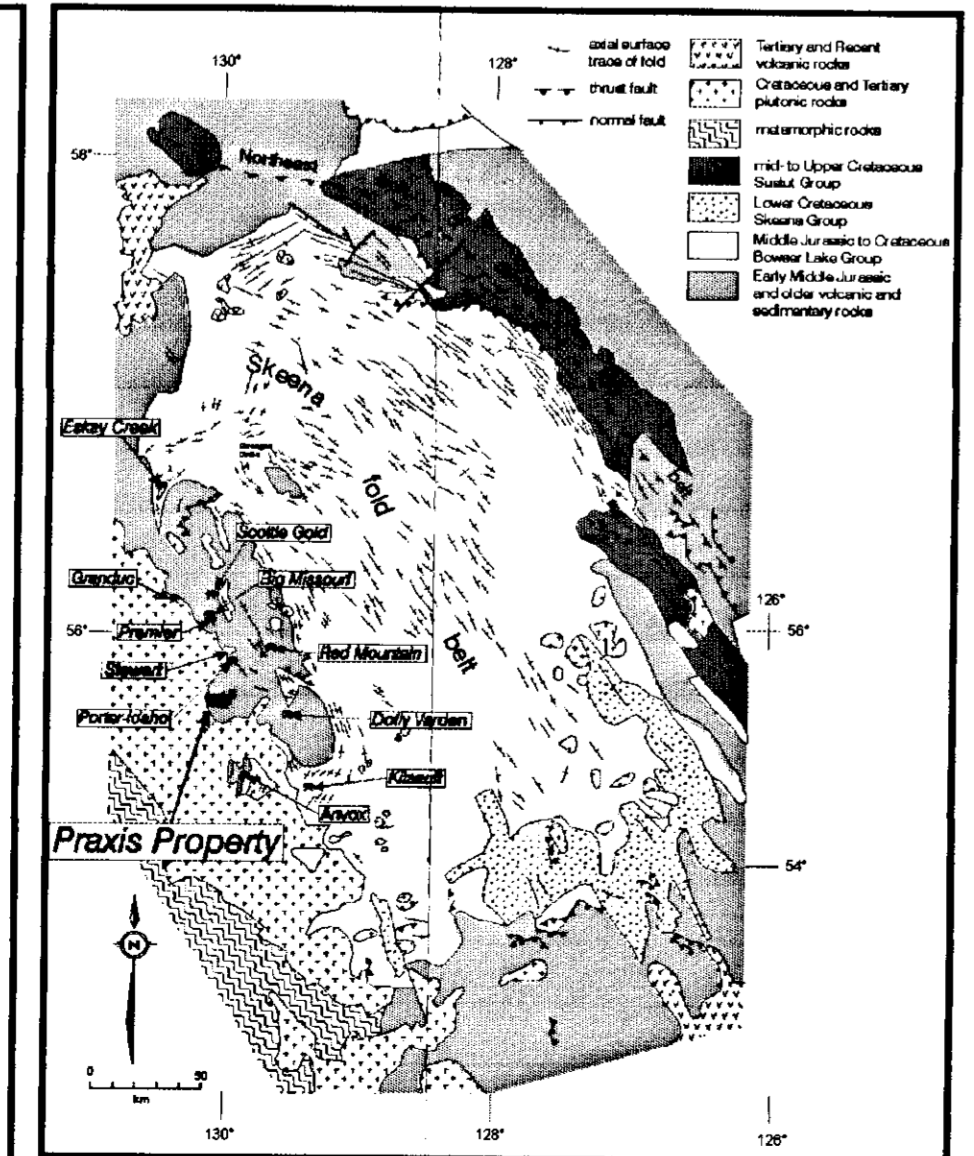 130°
128°
axial surface
trace of fold
thrust fault
normal fault
Tertiary and Recent
volcanic rocks
Cretaceous and Tertiary
plutonic rocks
metamorphic rocks
mid- to Upper Cretaceous
Sustut Group
Lower Cretaceous
Skeena Group
Middle Jurassic to Cretaceous
Bowser Lake Group
Early Middle Jurassic
and older volcanic and
sedimentary rocks
58°
Northeast
Skeena
fold
belt
belt
Eskay Creek
Scottie Gold
Granduc
Big Missouri
Premier
56°
126°
56°
Stewart
Red Mountain
Porter-Idaho
Dolly Varden
Kitsault
Anyox
Praxis Property
54°
N
0
50
km
130°
128°
126°